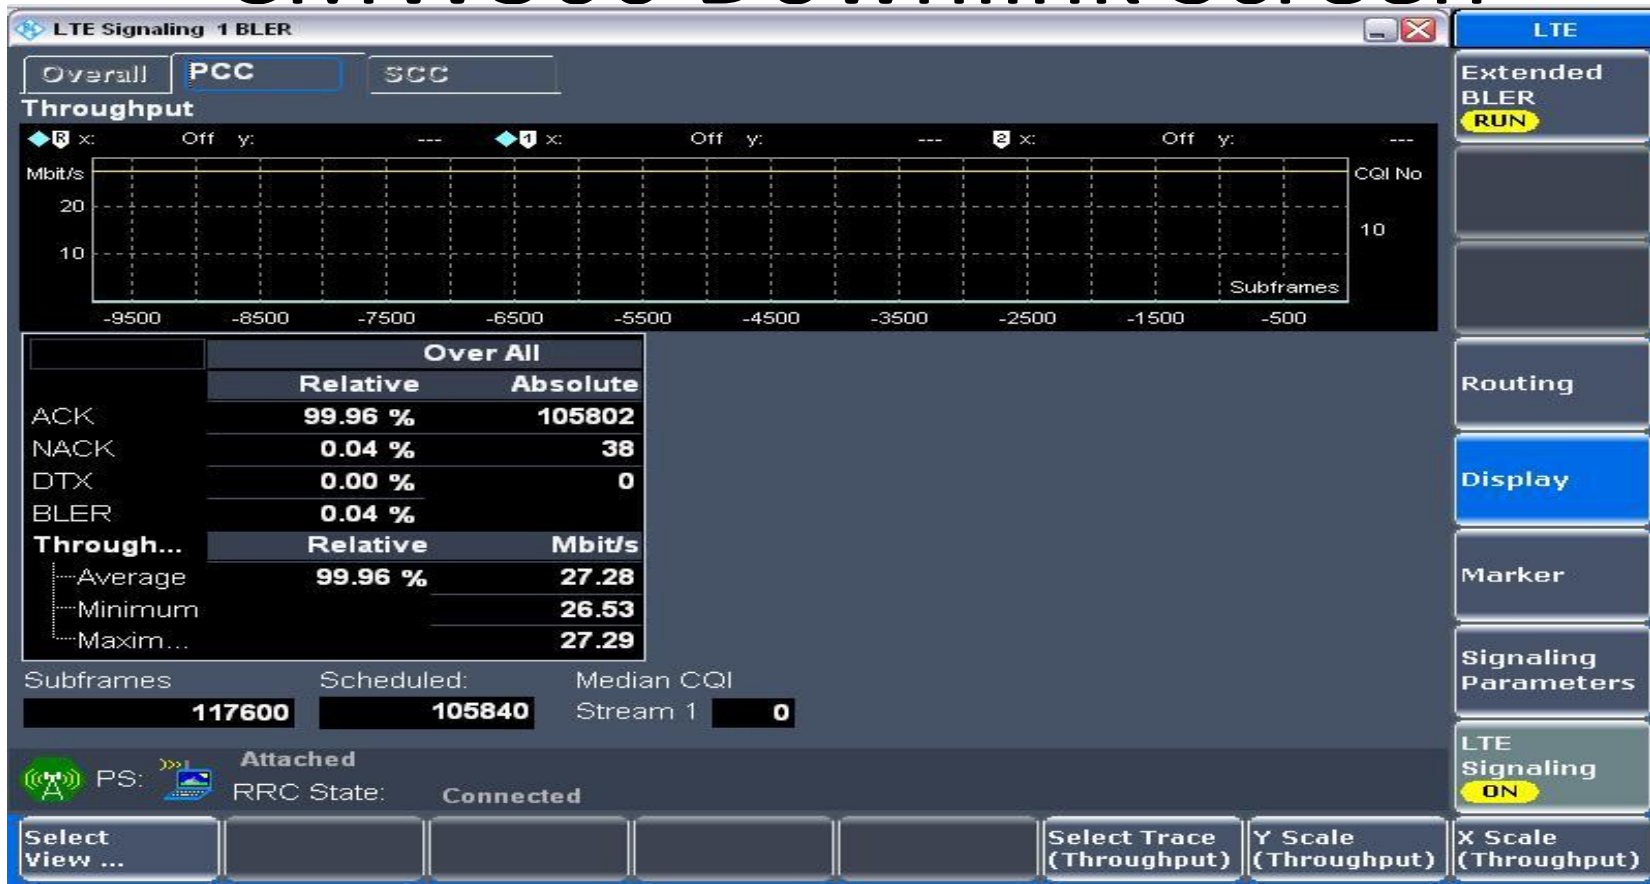 CMW500 Downlink Screen
LTE Signaling 1 BLER
LTE
Overall PCC SCC
Extended
BLER
RUN
Throughput
R x: Off y: --- 1 x: Off y: --- 2 x: Off y: ---
Mbit/s CQI No
20
10
10
Subframes
-9500 -8500 -7500 -6500 -5500 -4500 -3500 -2500 -1500 -500
Over All
Relative Absolute
ACK 99.96 % 105802
NACK 0.04 % 38
DTX 0.00 % 0
BLER 0.04 %
Through... Relative Mbit/s
Average 99.96 % 27.28
Minimum 26.53
Maxim... 27.29
Subframes Scheduled: Median CQI
117600 105840 Stream 1 0
PS: Attached
RRC State: Connected
Routing
Display
Marker
Signaling
Parameters
LTE
Signaling
ON
Select
View ...
Select Trace
(Throughput)
Y Scale
(Throughput)
X Scale
(Throughput)